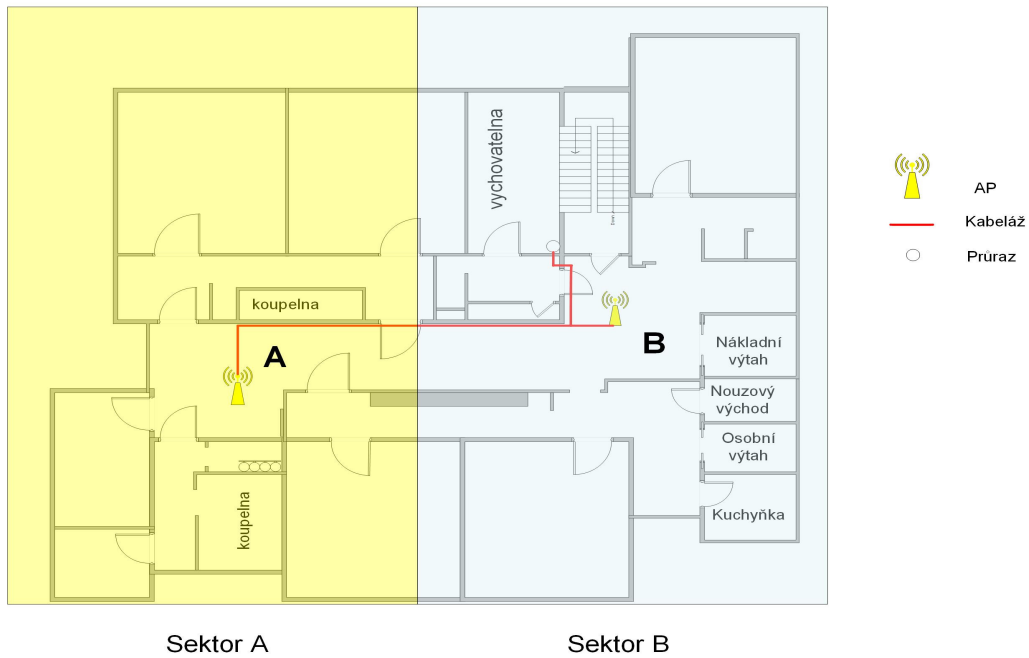 vychovatelna
koupelna
A
B
Nákladní
výtah
Nouzový
východ
Osobní
výtah
koupelna
Kuchyňka
AP
Kabeláž
Průraz
Sektor A
Sektor B